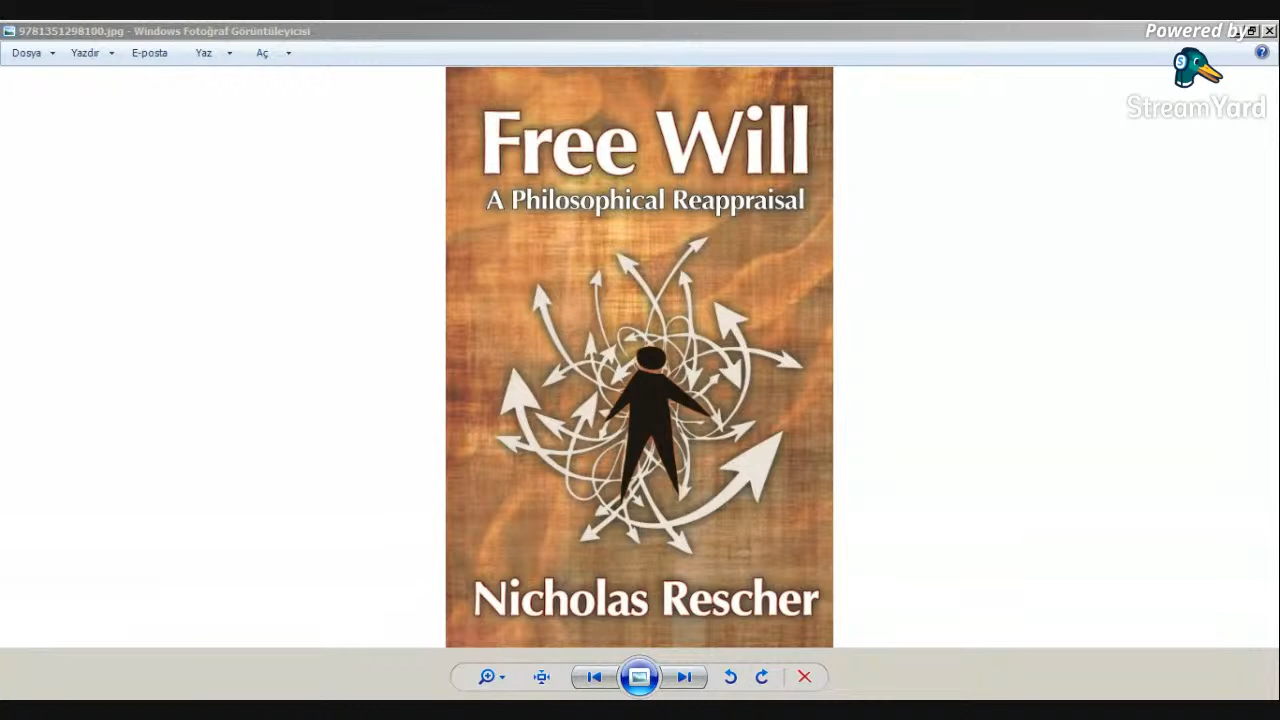 9781351298100.jpg - Windows Fotoğraf Görüntüleyicisi
Powered by
Dosya Yazdır E-posta Yaz Aç
StreamYard
Free Will
A Philosophical Reappraisal
Nicholas Rescher